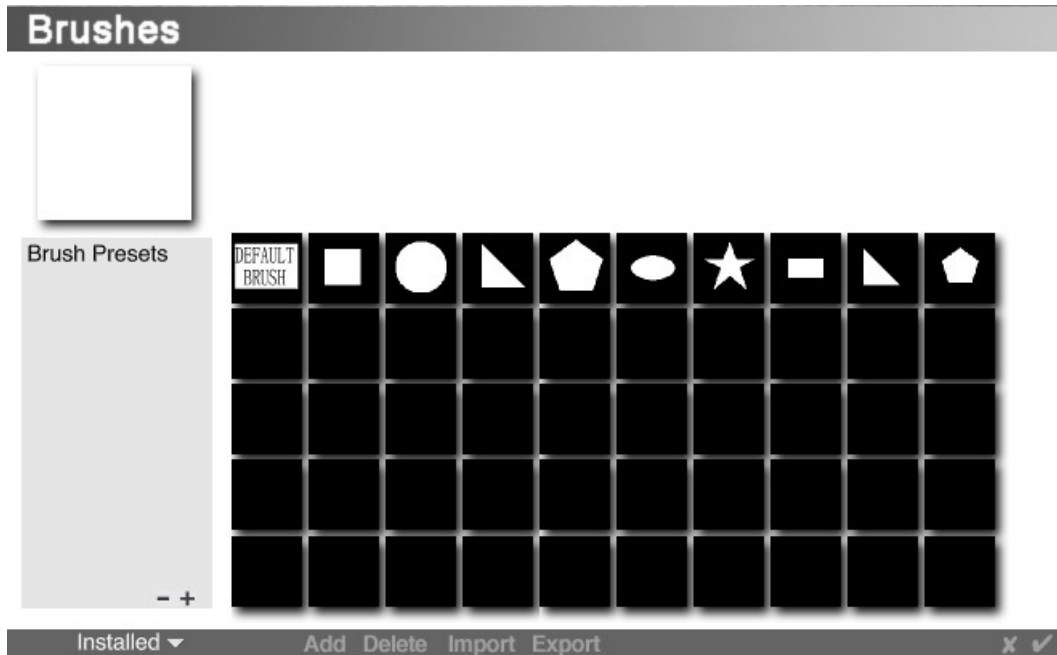 Brushes
Brush Presets
DEFAULT
BRUSH
- +
Installed
Add Delete Import Export